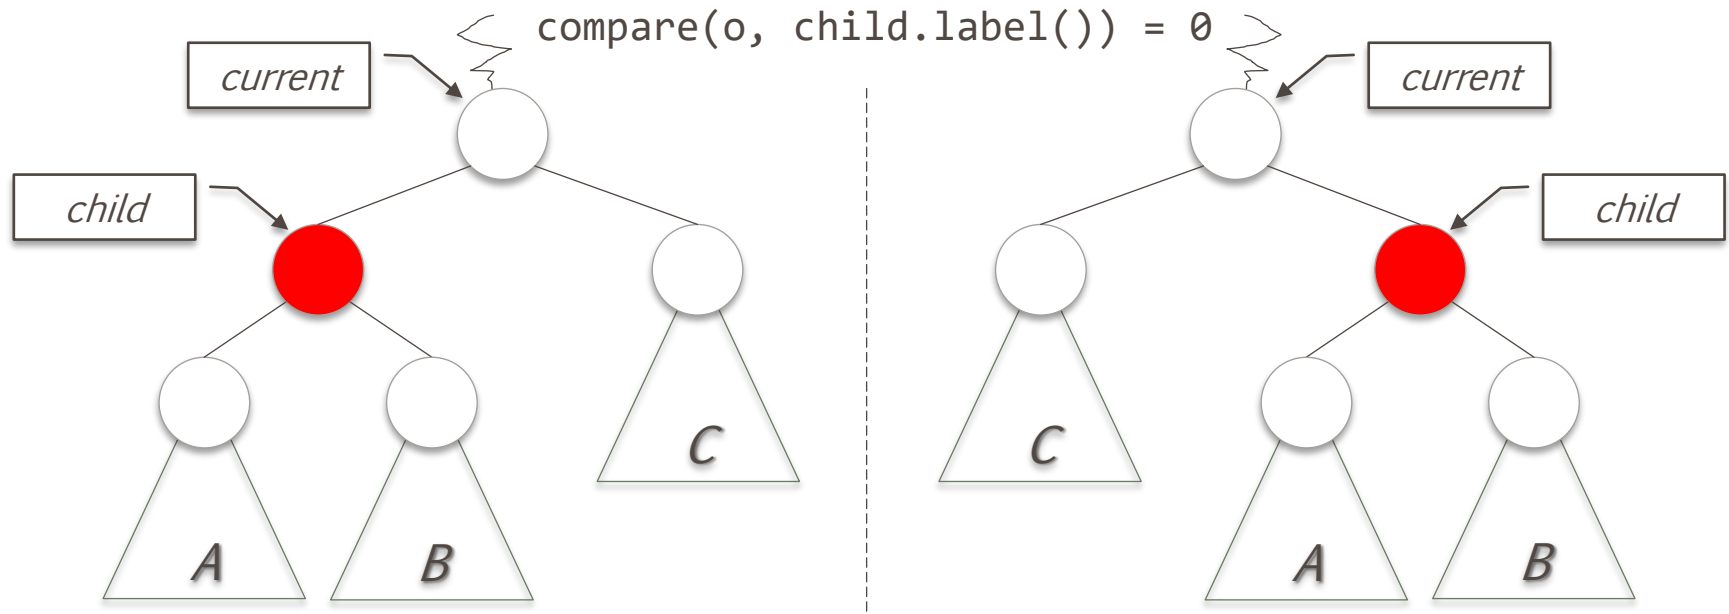 compare(o, child.label()) = 0
current
current
child
child
C
C
A
B
A
B